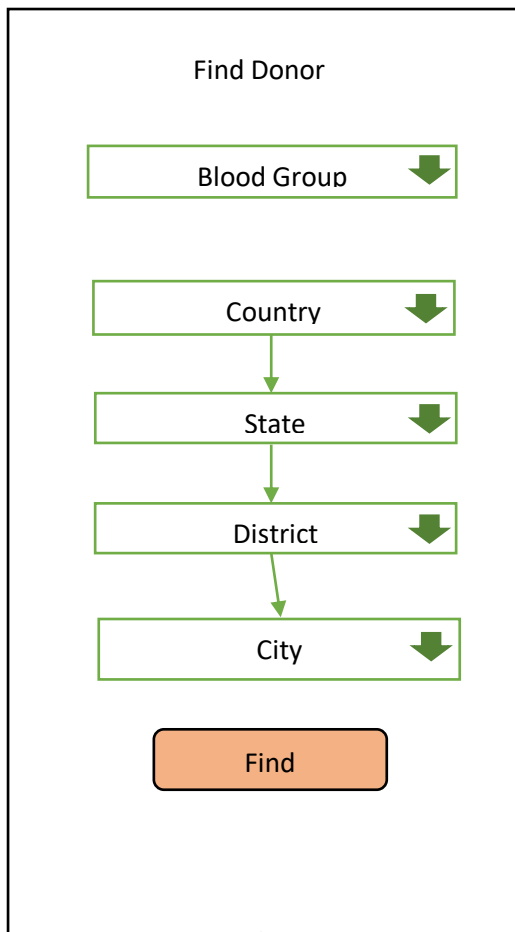 Find Donor
Blood Group
Country
State
District
City
Find